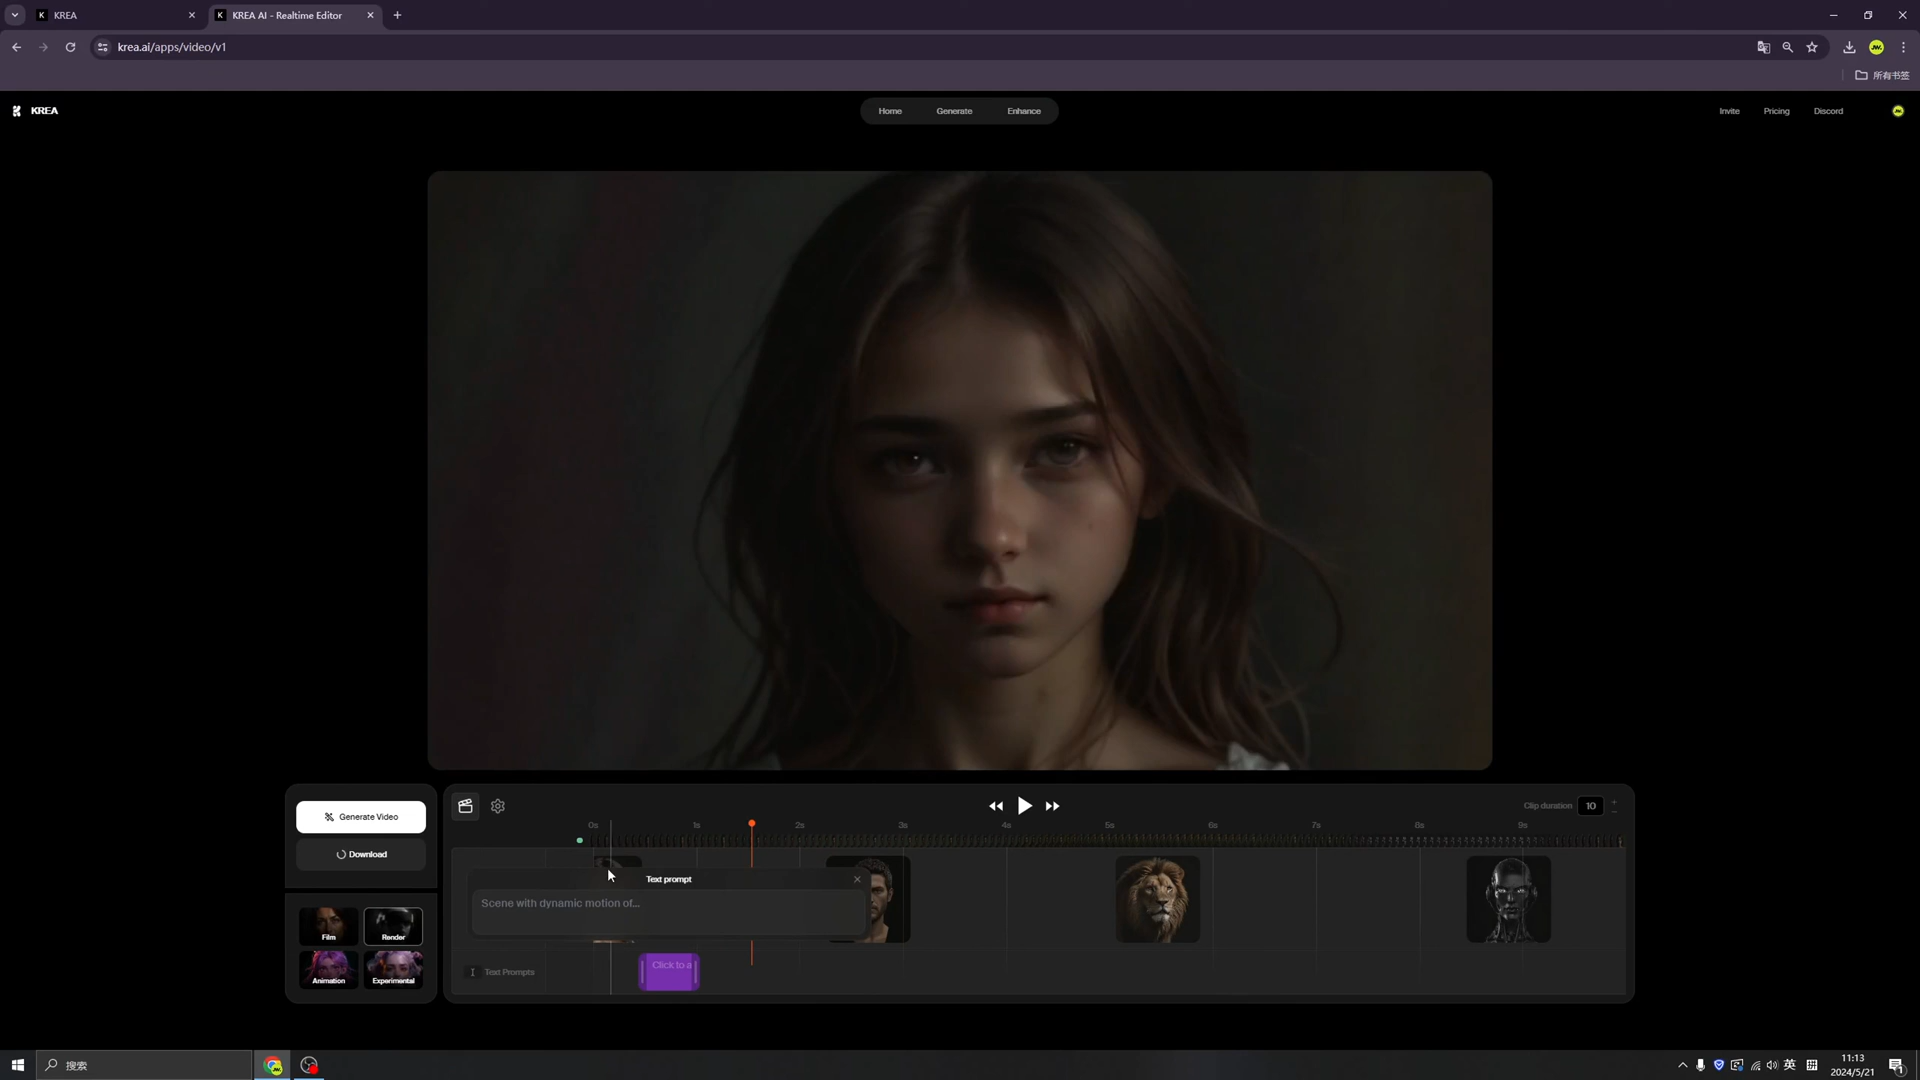 KREA
KREA AI - Realtime Editor
krea.ai/apps/video/v1
所有书签
KREA
Home
Generate
Enhance
Invite
Pricing
Discord
Generate Video
Download
Clip duration
10
0s
1s
2s
3s
4s
5s
6s
7s
8s
9s
Text prompt
Scene with dynamic motion of...
Film
Render
Animation
Experimental
Text Prompts
Click to a
搜索
英
11:13
2024/5/21